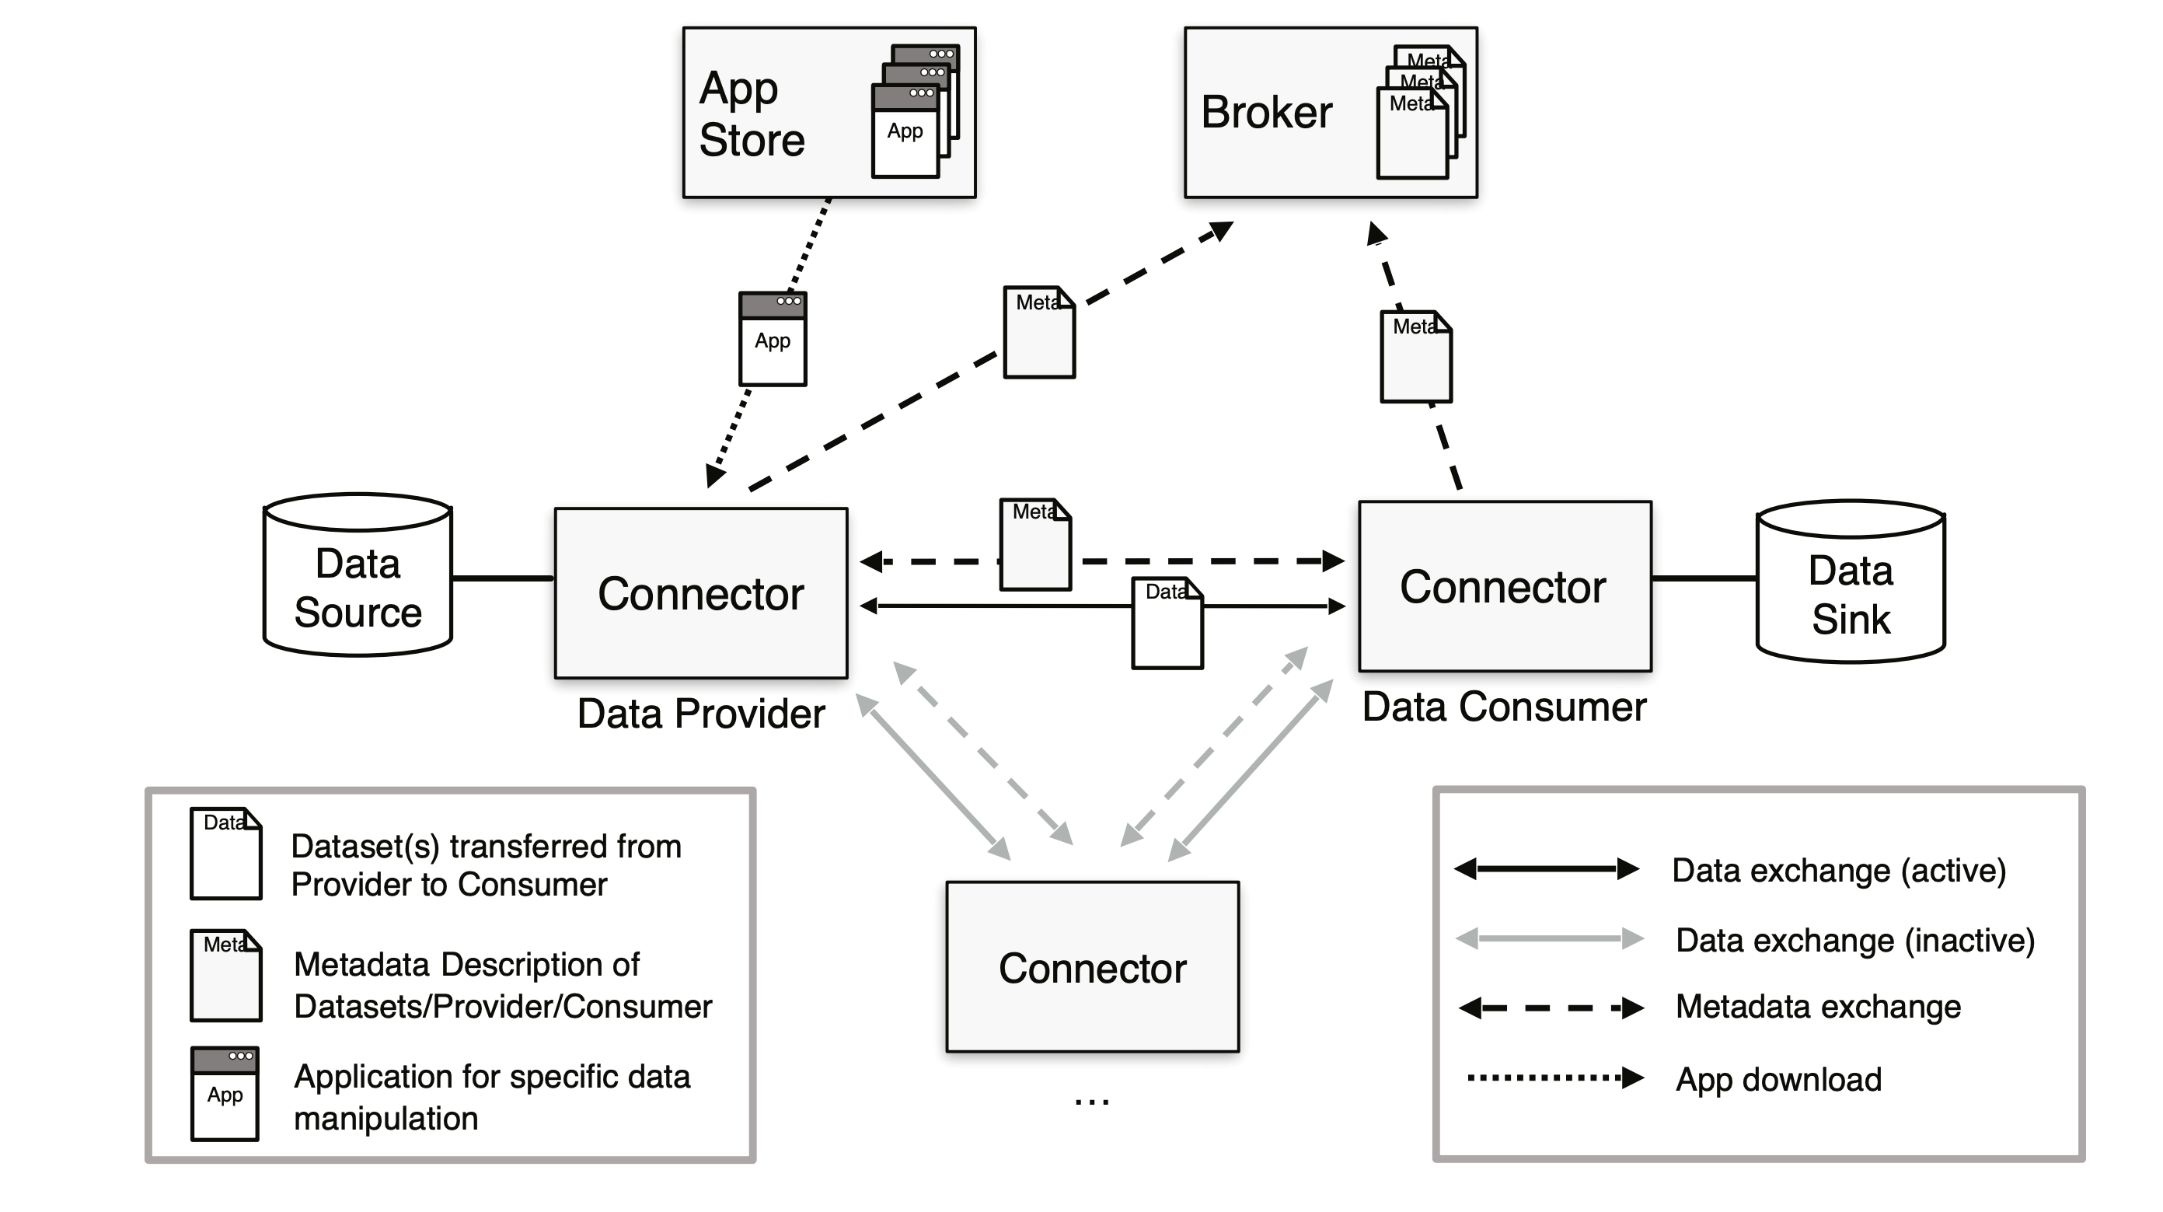 App
Store
App
Broker
Meta
Meta
Meta
App
Meta
Meta
Data
Source
Connector
Data Provider
Meta
Data
Connector
Data Consumer
Data
Sink
Connector
...
Data
Dataset(s) transferred from
Provider to Consumer
Meta
Metadata Description of
Datasets/Provider/Consumer
App
Application for specific data
manipulation
Data exchange (active)
Data exchange (inactive)
Metadata exchange
App download